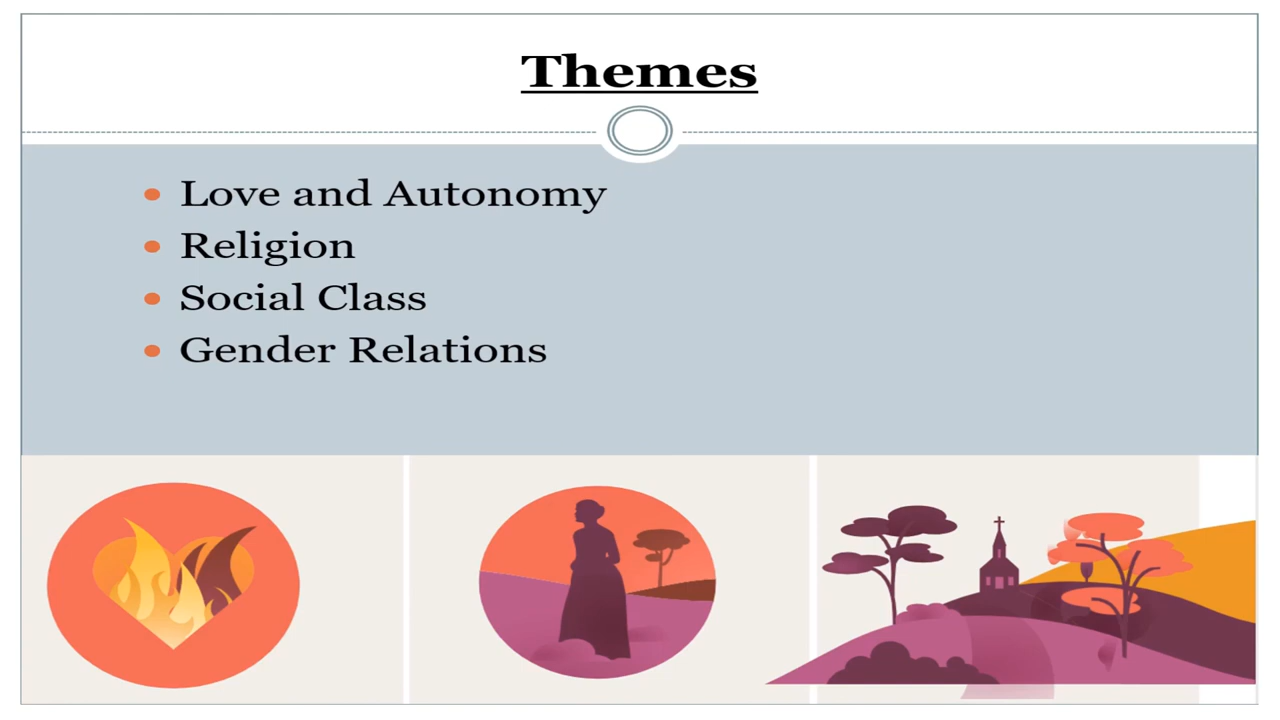 Themes
• Love and Autonomy
• Religion
• Social Class
• Gender Relations